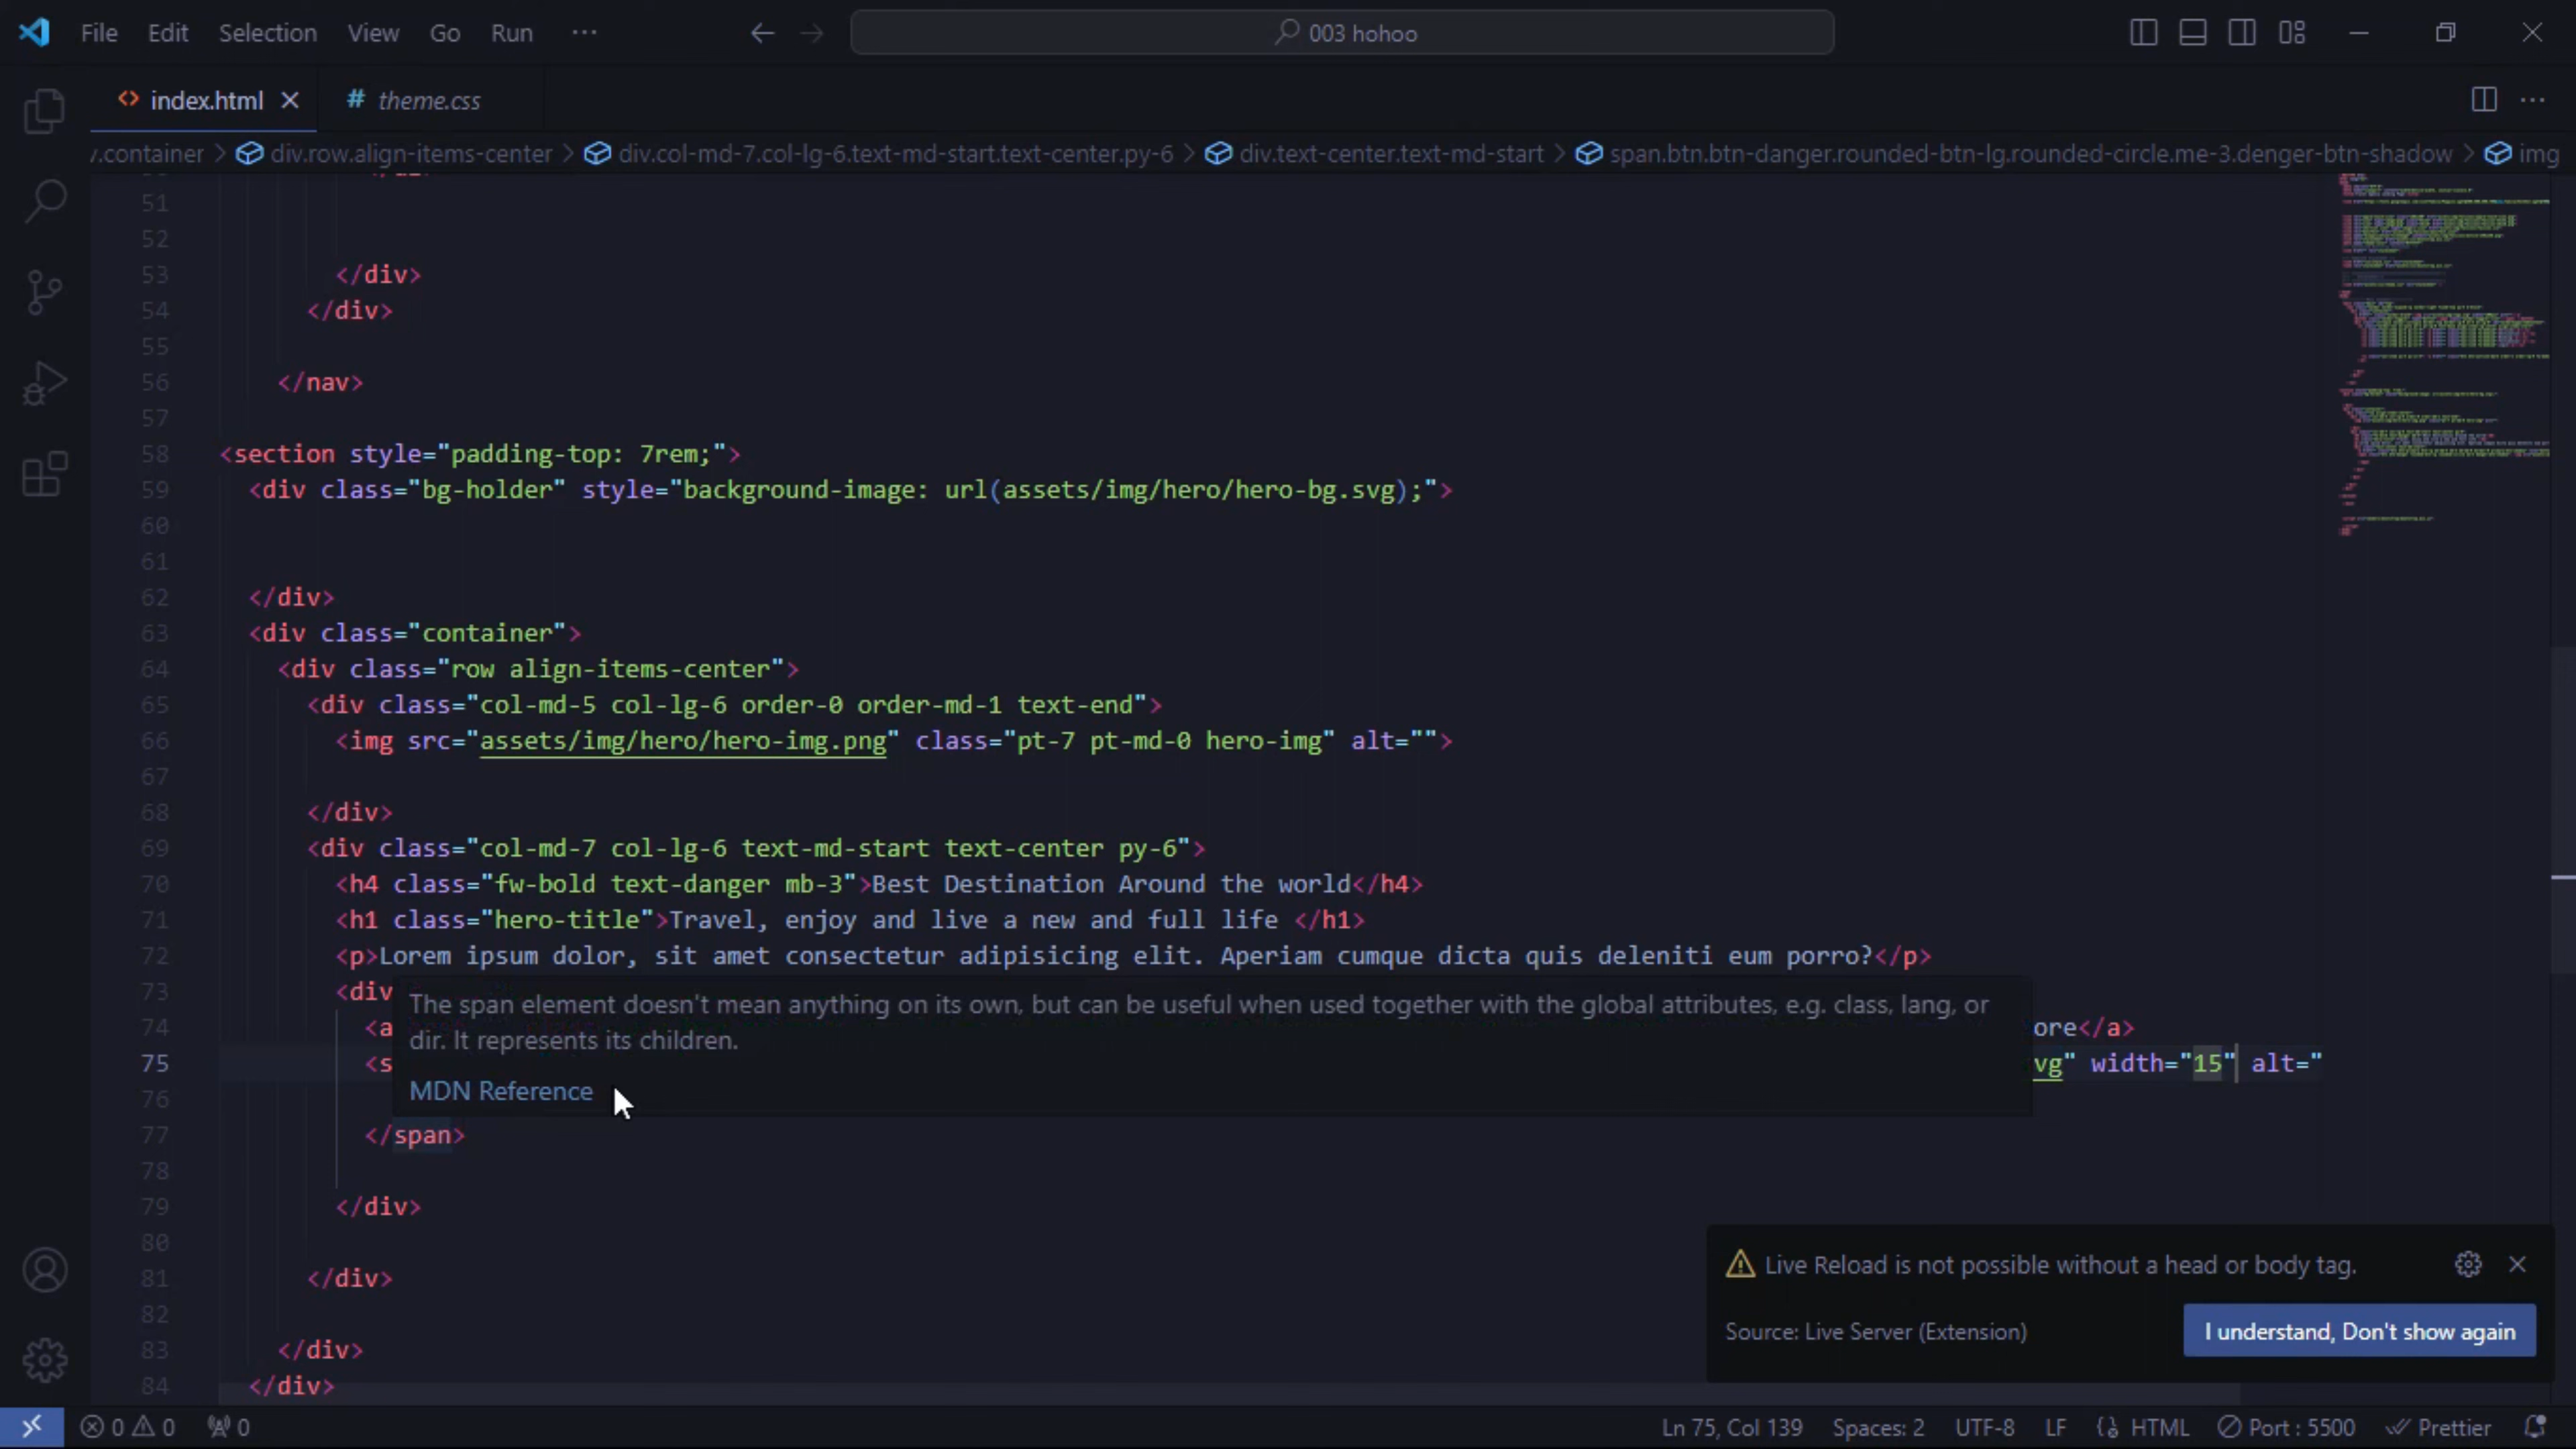 File Edit Selection View Go Run ··· 003 hohoo
index.html # theme.css
v.container > div.row.align-items-center > div.col-md-7.col-lg-6.text-md-start.text-center.py-6 > div.text-center.text-md-start > span.btn.btn-danger.rounded-btn-lg.rounded-circle.me-3.denger-btn-shadow > img
51
52
53 </div>
54 </div>
55
56 </nav>
57
58 <section style="padding-top: 7rem;">
59 <div class="bg-holder" style="background-image: url(assets/img/hero/hero-bg.svg);">
60
61
62 </div>
63 <div class="container">
64 <div class="row align-items-center">
65 <div class="col-md-5 col-lg-6 order-0 order-md-1 text-end">
66 <img src="assets/img/hero/hero-img.png" class="pt-7 pt-md-0 hero-img" alt="">
67
68 </div>
69 <div class="col-md-7 col-lg-6 text-md-start text-center py-6">
70 <h4 class="fw-bold text-danger mb-3">Best Destination Around the world</h4>
71 <h1 class="hero-title">Travel, enjoy and live a new and full life </h1>
72 <p>Lorem ipsum dolor, sit amet consectetur adipisicing elit. Aperiam cumque dicta quis deleniti eum porro?</p>
73 <div
The span element doesn't mean anything on its own, but can be useful when used together with the global attributes, e.g. class, lang, or
74 <a ore</a>
dir. It represents its children.
75 <s vg" width="15" alt="
MDN Reference
76
77 </span>
78
79 </div>
80
81 </div>
82
83 </div>
84 </div>
Live Reload is not possible without a head or body tag.
Source: Live Server (Extension) I understand, Don't show again
0 0 0 Ln 75, Col 139 Spaces: 2 UTF-8 LF HTML Port : 5500 Prettier